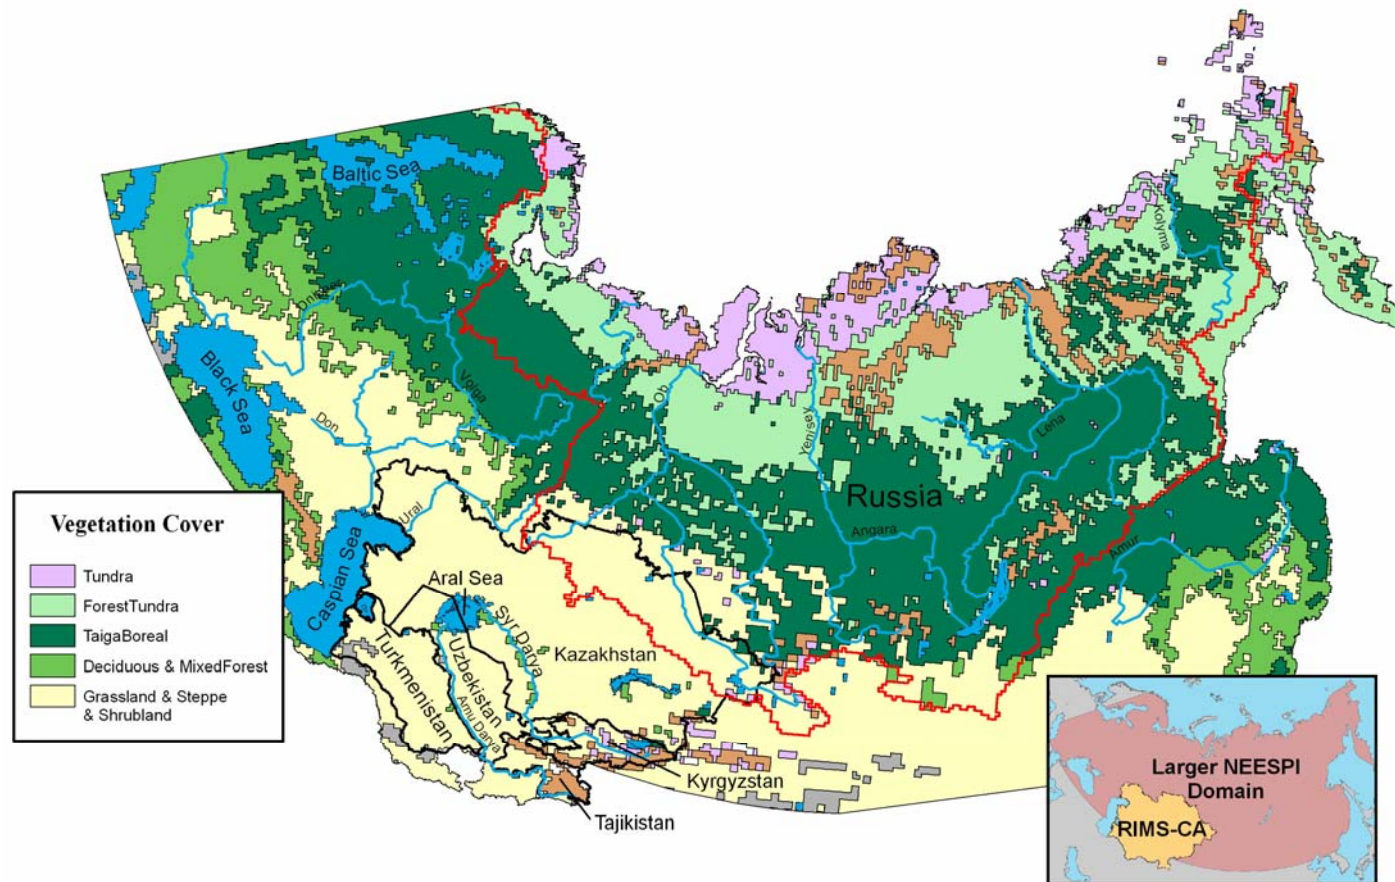 Baltic Sea
Kolyma
Dnieper
Black Sea
Volga
Ob
Don
Yenisey
Lena
Russia
Angara
Ural
Amur
Caspian Sea
Aral Sea
Syr Darya
Turkmenistan
Uzbekistan
Amu Darya
Kazakhstan
Kyrgyzstan
Tajikistan
Vegetation Cover
Tundra
ForestTundra
TaigaBoreal
Deciduous & MixedForest
Grassland & Steppe
& Shrubland
Larger NEESPI
Domain
RIMS-CA